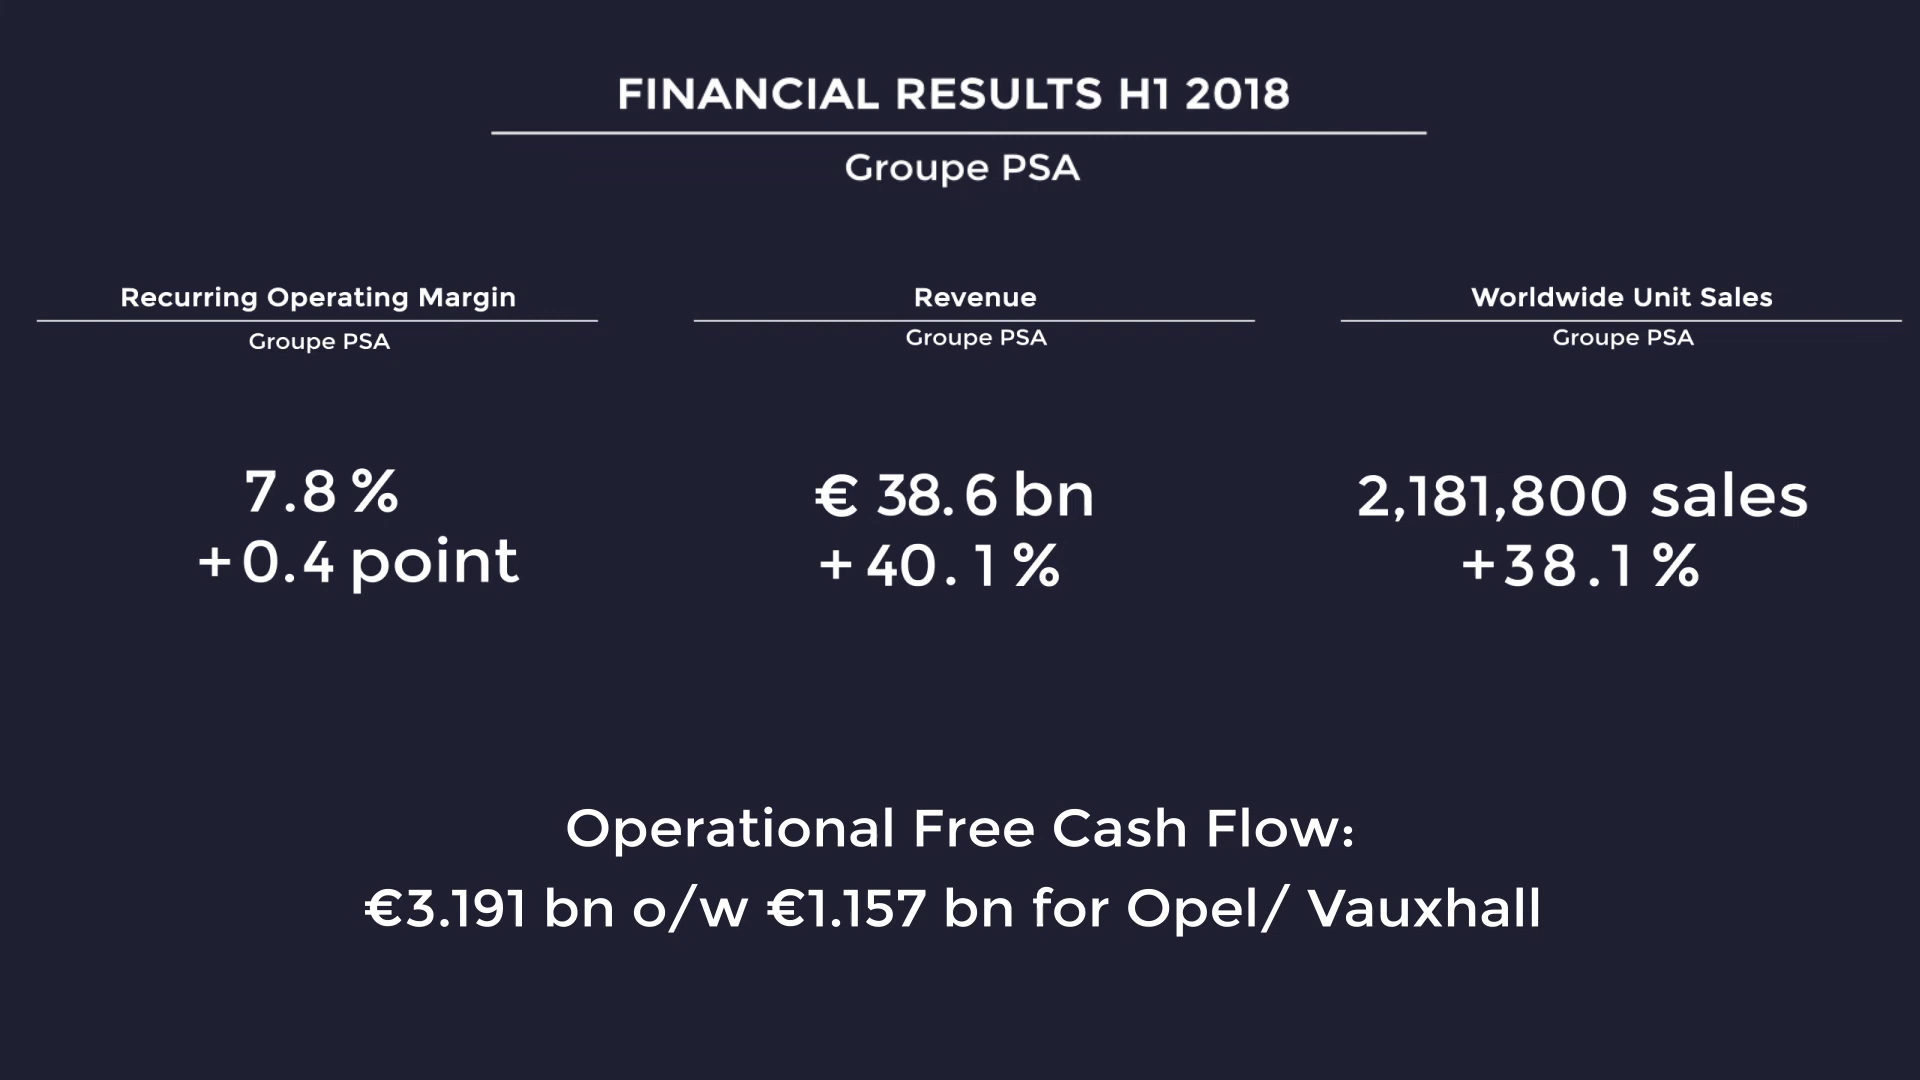 FINANCIAL RESULTS H1 2018
Groupe PSA
Recurring Operating Margin
Groupe PSA
7.8 %
+0.4 point
Revenue
Groupe PSA
€ 38.6 bn
+40.1 %
Worldwide Unit Sales
Groupe PSA
2,181,800 sales
+38.1 %
Operational Free Cash Flow:
€3.191 bn o/w €1.157 bn for Opel/ Vauxhall